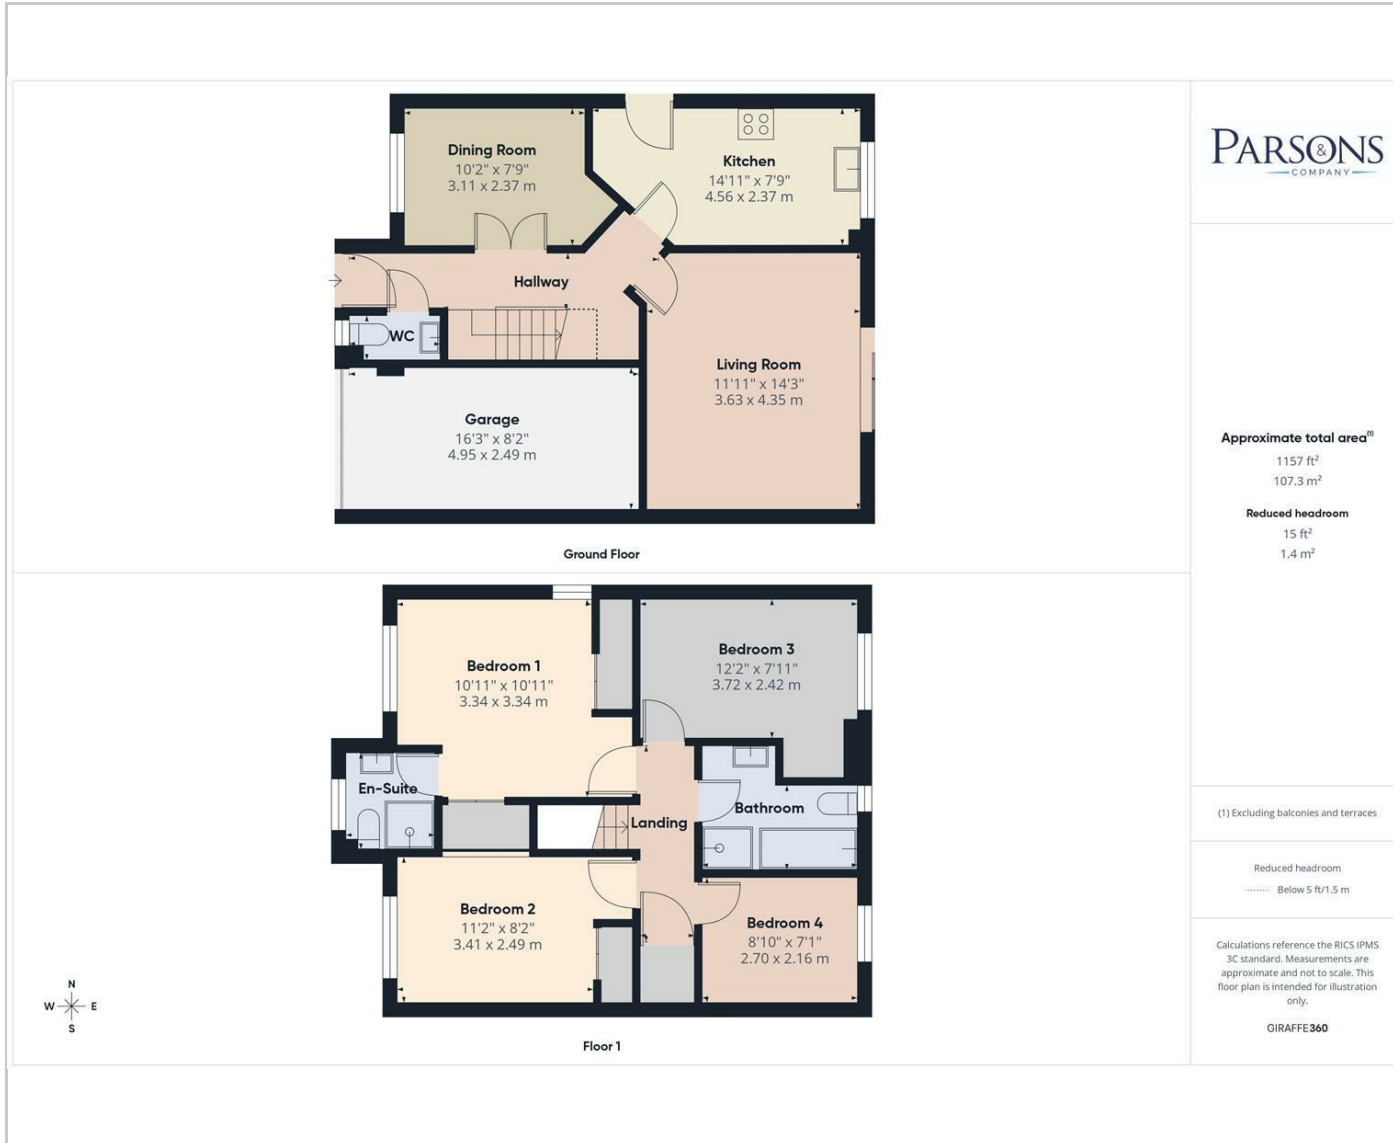 Dining Room
10'2" x 7'9"
3.11 x 2.37 m
Kitchen
14'11" x 7'9"
4.56 x 2.37 m
Hallway
WC
Living Room
11'11" x 14'3"
3.63 x 4.35 m
Garage
16'3" x 8'2"
4.95 x 2.49 m
Ground Floor
Bedroom 1
10'11" x 10'11"
3.34 x 3.34 m
Bedroom 3
12'2" x 7'11"
3.72 x 2.42 m
En-Suite
Landing
Bathroom
Bedroom 2
11'2" x 8'2"
3.41 x 2.49 m
Bedroom 4
8'10" x 7'1"
2.70 x 2.16 m
N
W E
S
Floor 1
PARSONS
&
COMPANY
Approximate total area(1)
1157 ft²
107.3 m²
Reduced headroom
15 ft²
1.4 m²
(1) Excluding balconies and terraces
Reduced headroom
Below 5 ft/1.5 m
Calculations reference the RICS IPMS
3C standard. Measurements are
approximate and not to scale. This
floor plan is intended for illustration
only.
GIRAFFE360